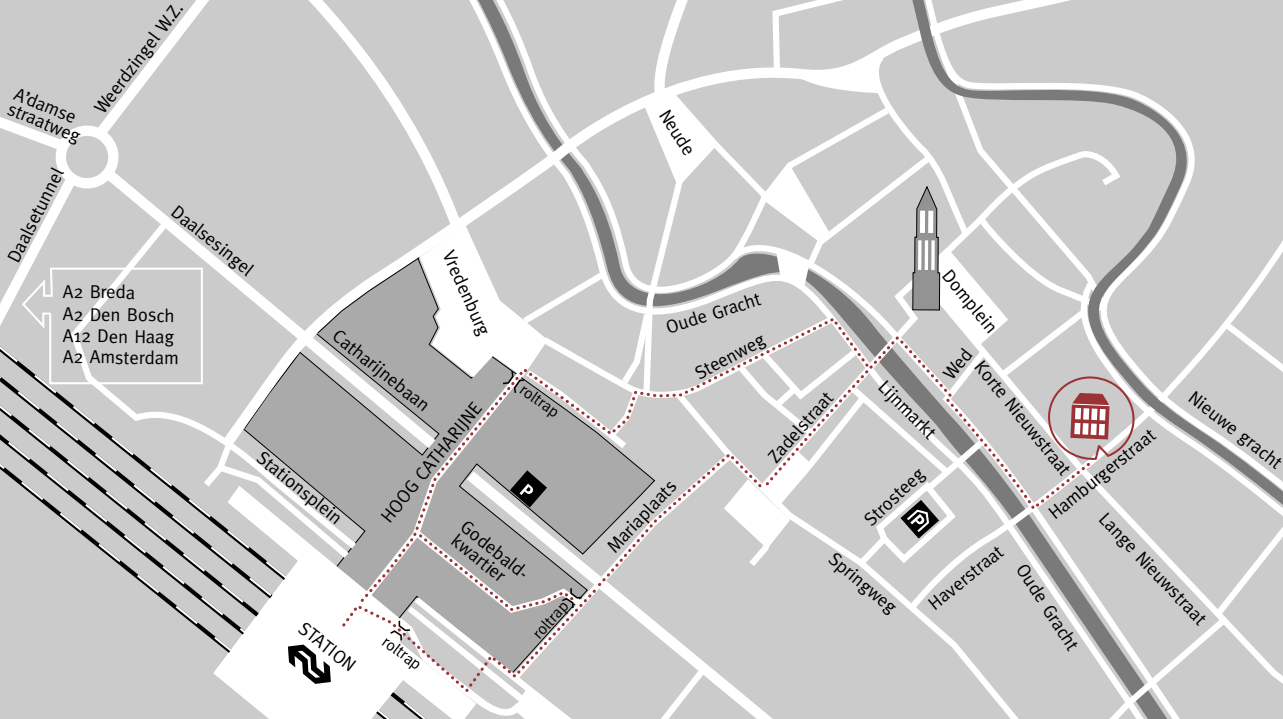 Weerdzingel W.Z.
A'damse
straatweg
Daalsetunnel
Daalsesingel
A2 Breda
A2 Den Bosch
A12 Den Haag
A2 Amsterdam
Neude
Vredenburg
Catharijnebaan
roltrap
Oude Gracht
Steenweg
Domplein
Wed
Korte Nieuwstraat
Lijnmarkt
Zadelstraat
Nieuwe gracht
Hamburgerstraat
HOOG CATHARIJNE
Stationsplein
P
Godebald-
kwartier
Mariaplaats
Strosteeg
P
Lange Nieuwstraat
Springweg
Haverstraat
Oude Gracht
roltrap
roltrap
STATION